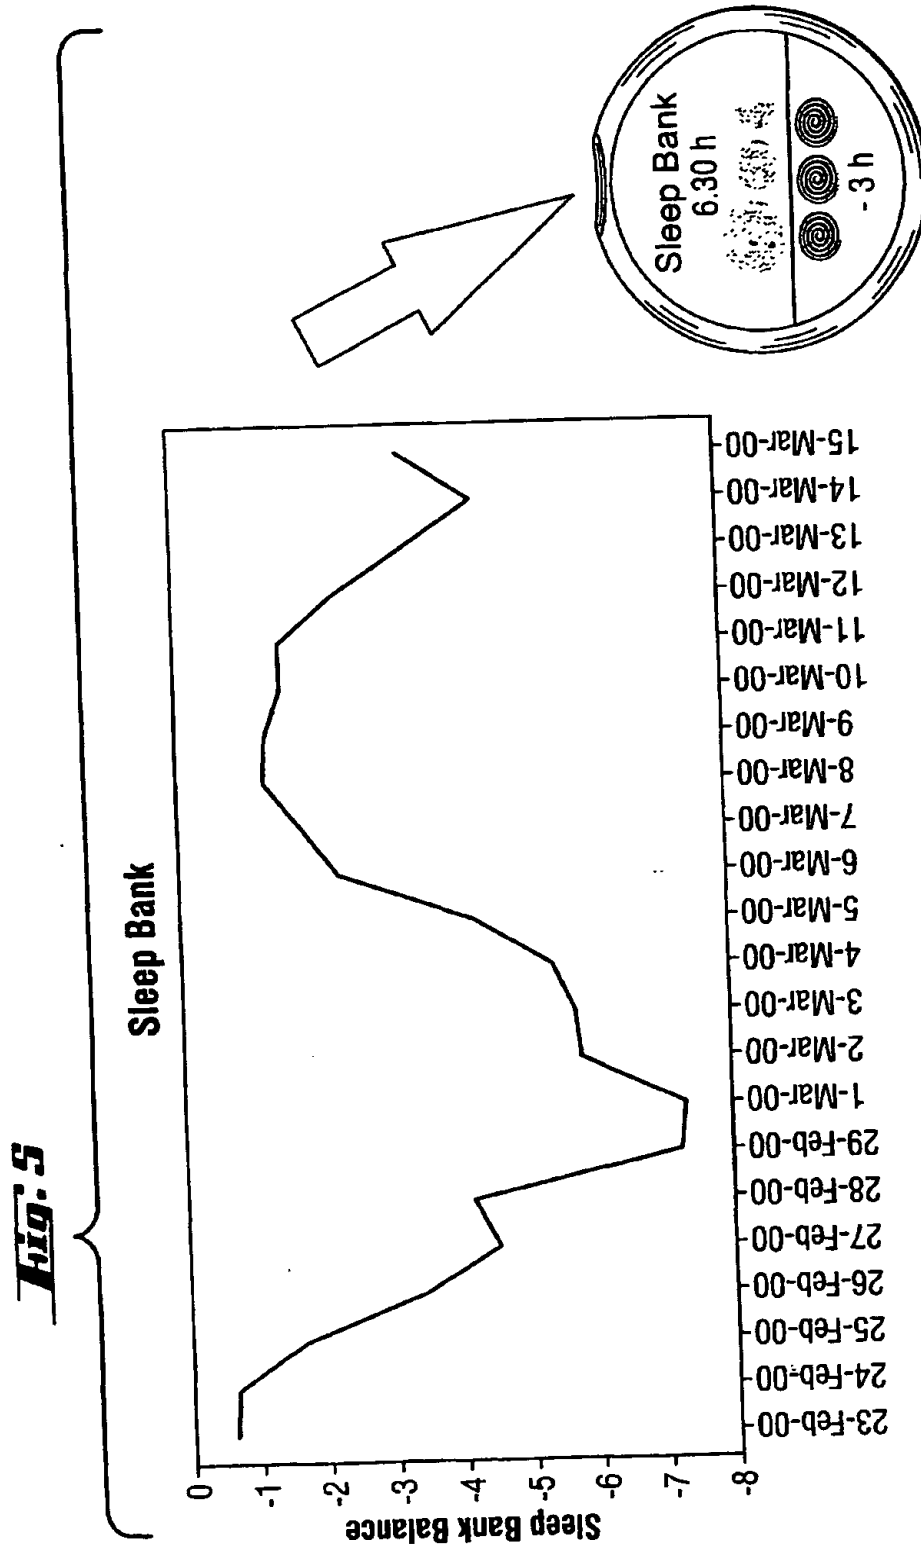 Fig. 5
Sleep Bank
Sleep Bank Balance
0
-1
-2
-3
-4
-5
-6
-7
-8
23-Feb-00
24-Feb-00
25-Feb-00
26-Feb-00
27-Feb-00
28-Feb-00
29-Feb-00
1-Mar-00
2-Mar-00
3-Mar-00
4-Mar-00
5-Mar-00
6-Mar-00
7-Mar-00
8-Mar-00
9-Mar-00
10-Mar-00
11-Mar-00
12-Mar-00
13-Mar-00
14-Mar-00
15-Mar-00
Sleep Bank
6.30 h
- 3 h